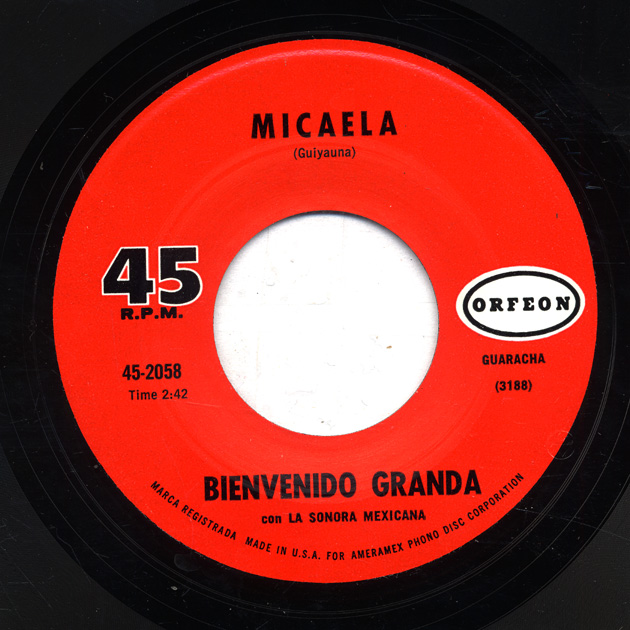 MICAELA
(Guiyauna)
45
R.P.M.
ORFEON
45-2058
Time 2:42
GUARACHA
(3188)
BIENVENIDO GRANDA
con LA SONORA MEXICANA
MARCA REGISTRADA MADE IN U.S.A. FOR AMERAMEX PHONO DISC CORPORATION